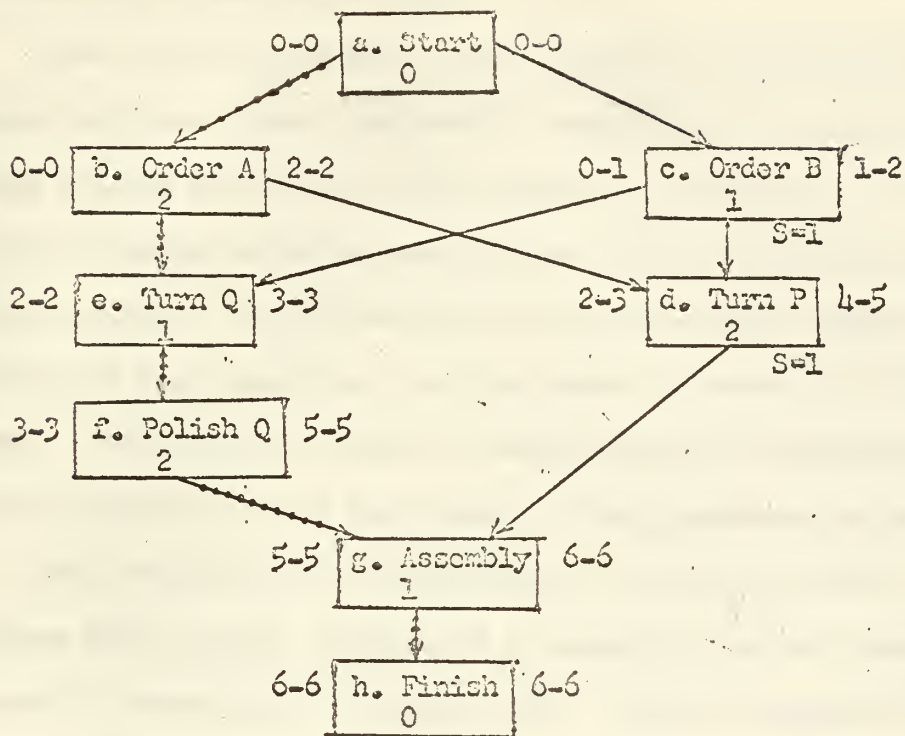 0-0 a. Start 0-0
0
0-0 b. Order A 2-2
2
0-1 c. Order B 1-2
1
S=1
2-2 e. Turn Q 3-3
1
2-3 d. Turn P 4-5
2
S=1
3-3 f. Polish Q 5-5
2
5-5 g. Assembly 6-6
1
6-6 h. Finish 6-6
0